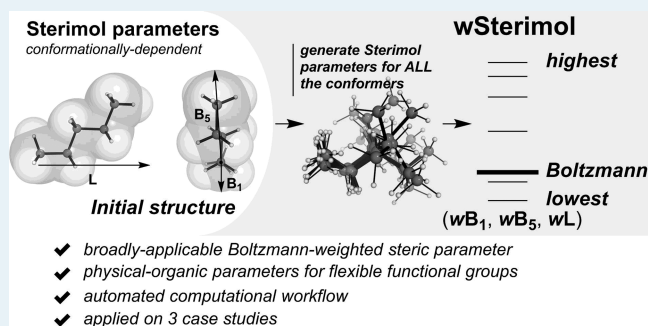 Sterimol parameters
conformationally-dependent
B5
L
B1
Initial structure
generate Sterimol
parameters for ALL
the conformers
wSterimol
highest
Boltzmann
lowest
(wB1, wB5, wL)
✔ broadly-applicable Boltzmann-weighted steric parameter
✔ physical-organic parameters for flexible functional groups
✔ automated computational workflow
✔ applied on 3 case studies